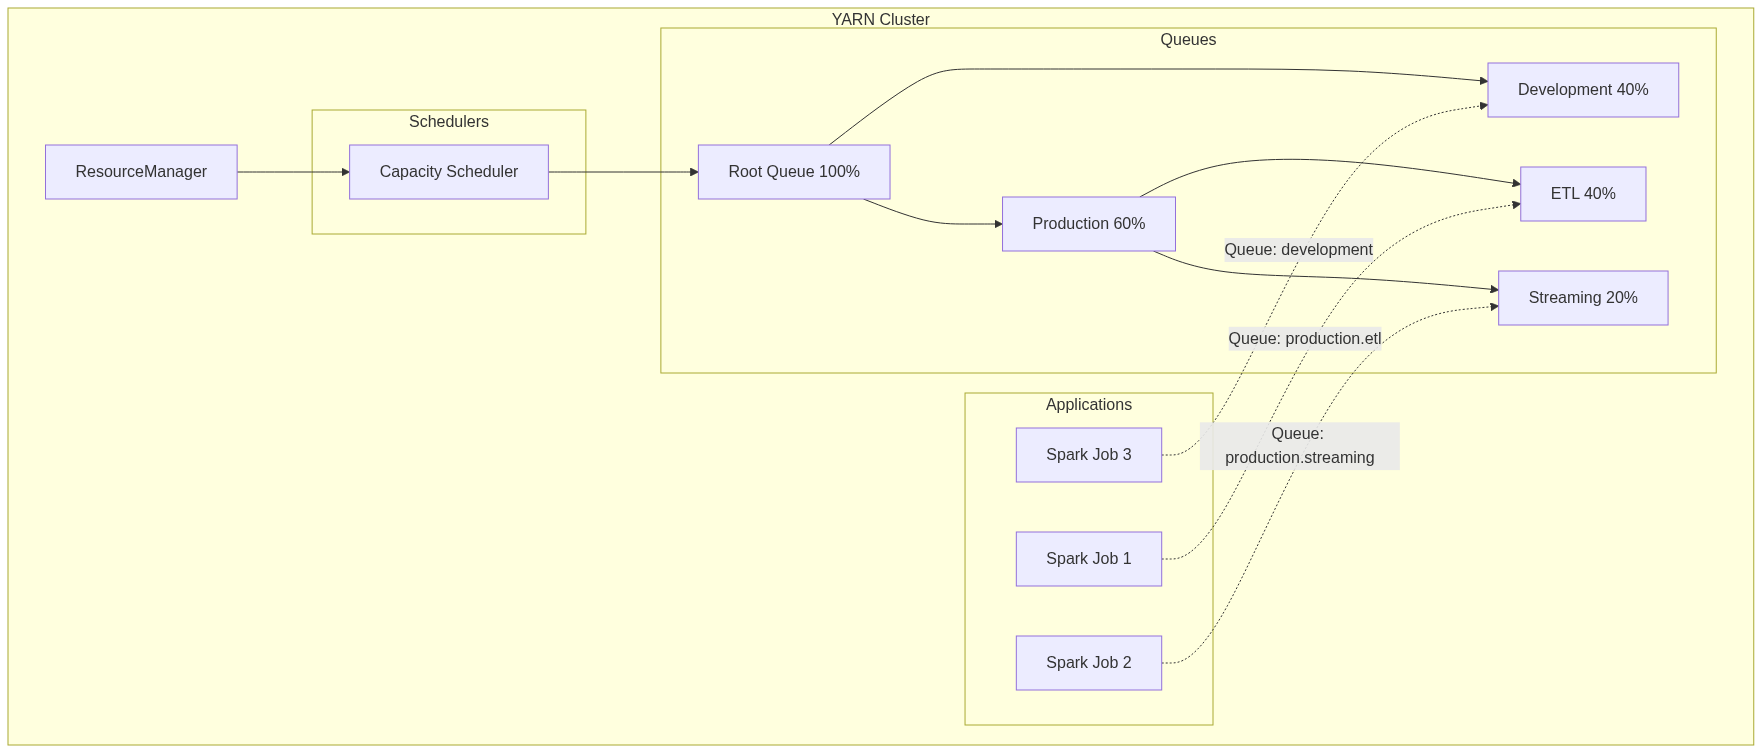 YARN Cluster
Queues
Schedulers
Development 40%
ResourceManager
Capacity Scheduler
Root Queue 100%
ETL 40%
Production 60%
Queue: development
Streaming 20%
Queue: production.etl
Applications
Queue:
production.streaming
Spark Job 3
Spark Job 1
Spark Job 2